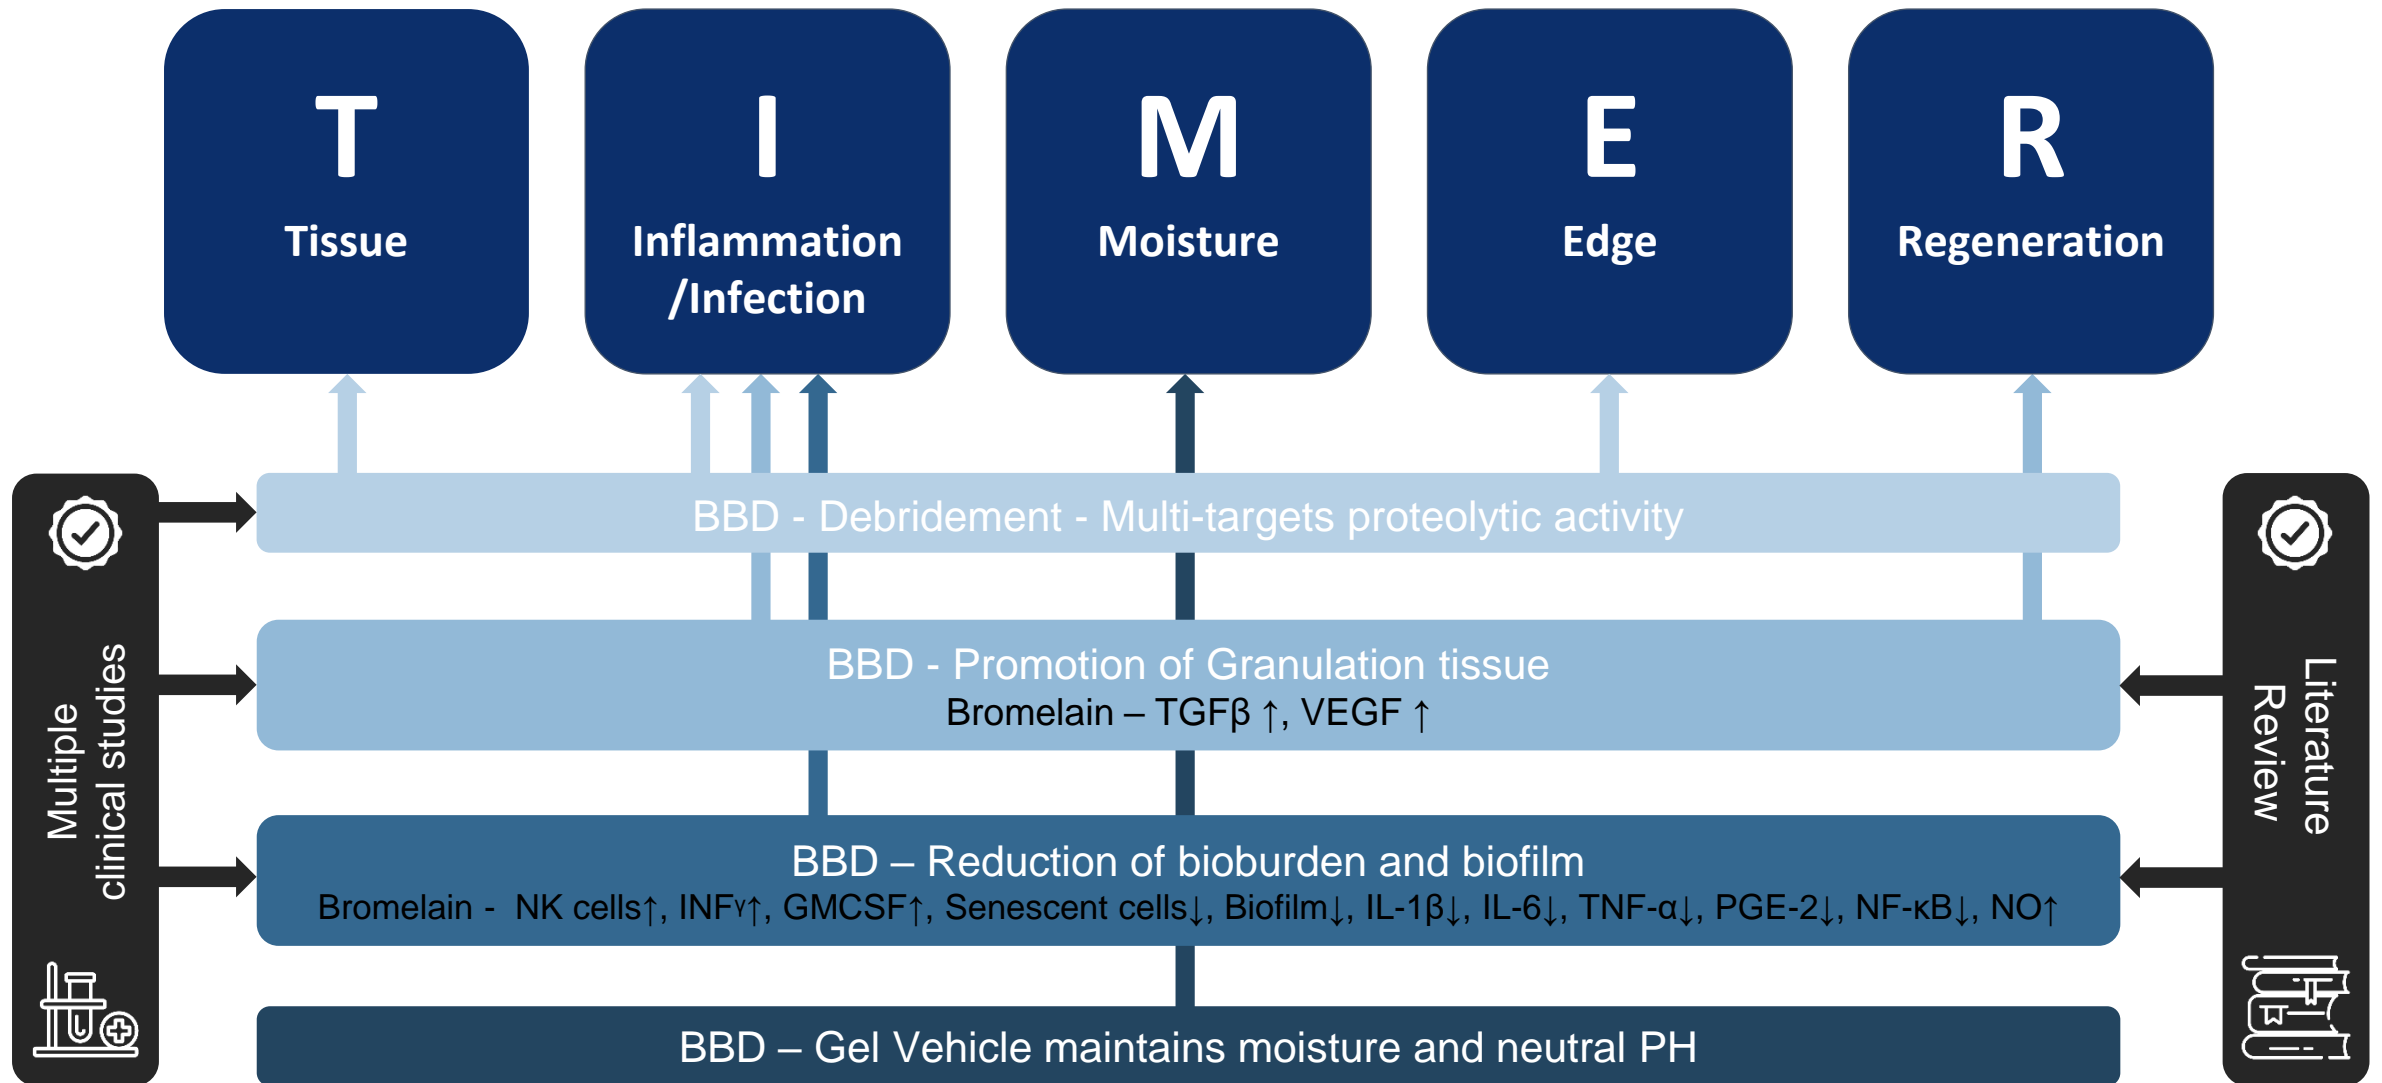 T
Tissue
I
Inflammation
/Infection
M
Moisture
E
Edge
R
Regeneration
Multiple
clinical studies
BBD - Debridement - Multi-targets proteolytic activity
BBD - Promotion of Granulation tissue
Bromelain – TGFβ ↑, VEGF ↑
BBD – Reduction of bioburden and biofilm
Bromelain - NK cells↑, INFᵞ↑, GMCSF↑, Senescent cells↓, Biofilm↓, IL-1β↓, IL-6↓, TNF-α↓, PGE-2↓, NF-κB↓, NO↑
BBD – Gel Vehicle maintains moisture and neutral PH
Literature
Review